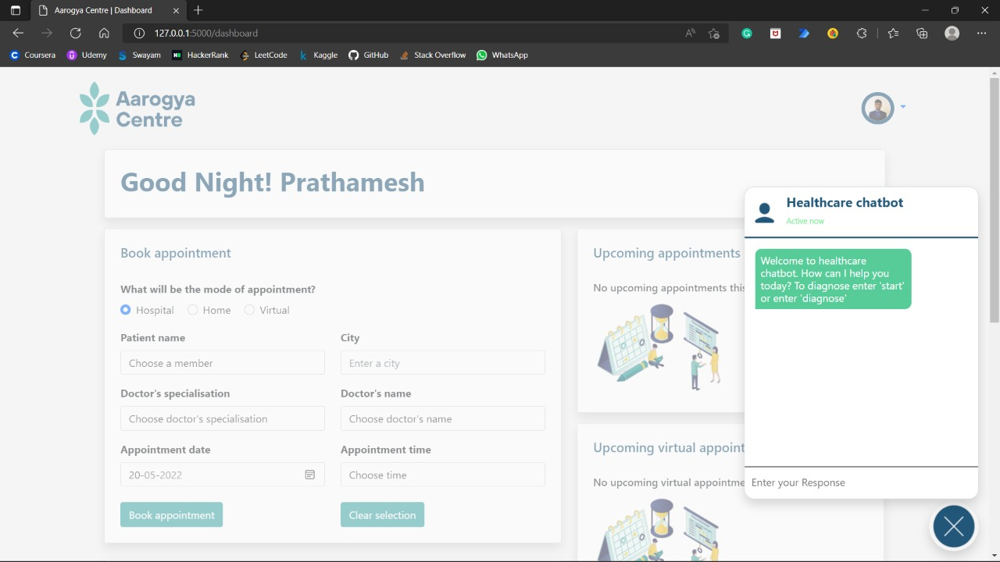 Aarogya Centre | Dashboard
127.0.0.1:5000/dashboard
Coursera
Udemy
Swayam
HackerRank
LeetCode
Kaggle
GitHub
Stack Overflow
WhatsApp
Aarogya
Centre
Good Night! Prathamesh
Book appointment
What will be the mode of appointment?
Hospital
Home
Virtual
Patient name
City
Choose a member
Enter a city
Doctor's specialisation
Doctor's name
Choose doctor's specialisation
Choose doctor's name
Appointment date
Appointment time
20-05-2022
Choose time
Book appointment
Clear selection
Upcoming appointments
No upcoming appointments this
Upcoming virtual appoint
No upcoming virtual appointme
Healthcare chatbot
Active now
Welcome to healthcare
chatbot. How can I help you
today? To diagnose enter 'start'
or enter 'diagnose'
Enter your Response